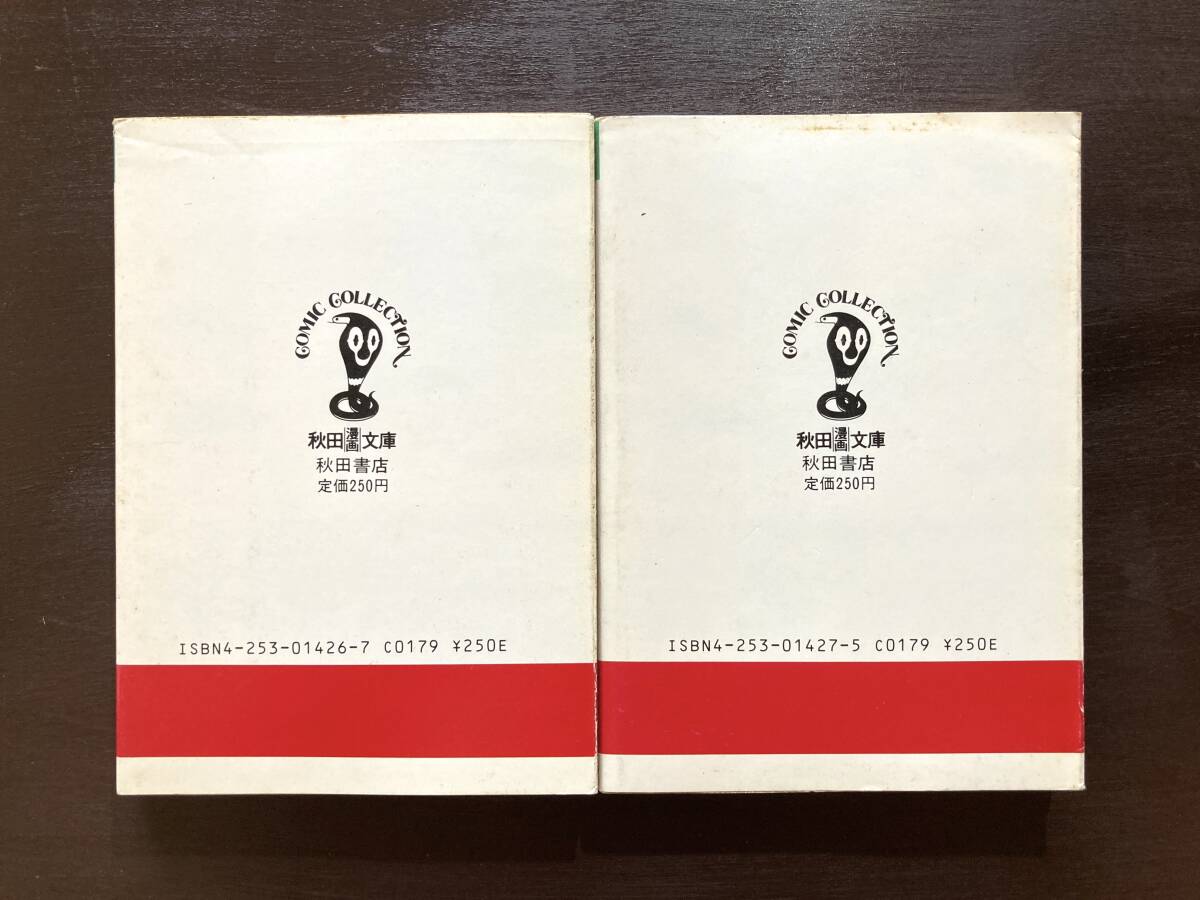 COMIC COLLECTION
秋田漫画文庫
秋田書店
定価250円
ISBN4-253-01426-7 C0179 ¥250E
COMIC COLLECTION
秋田漫画文庫
秋田書店
定価250円
ISBN4-253-01427-5 C0179 ¥250E